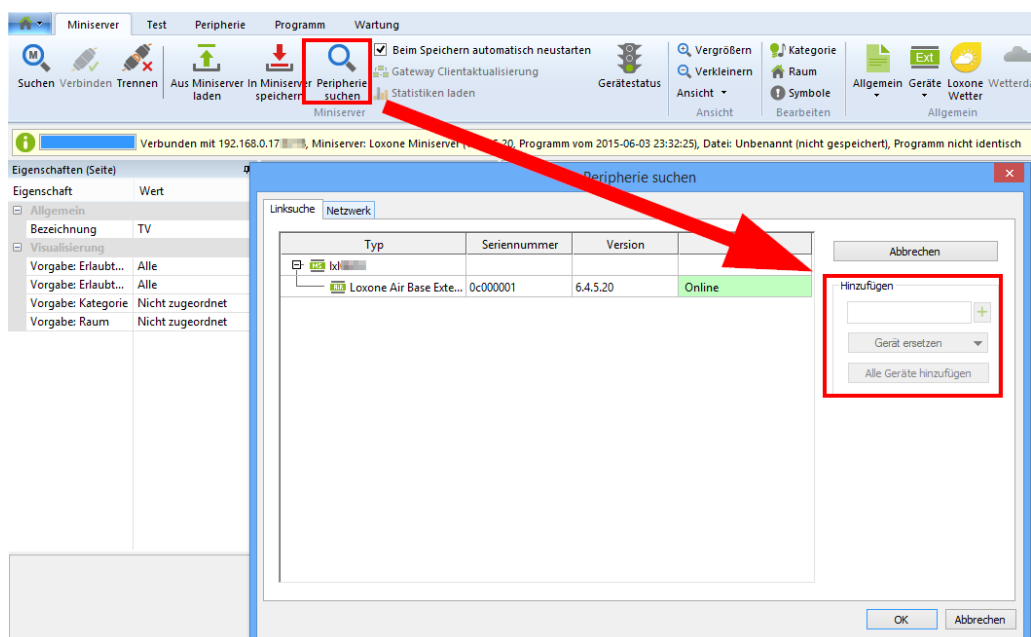 Miniserver Test Peripherie Programm Wartung
M
Suchen Verbinden Trennen
Aus Miniserver laden
In Miniserver speichern
Peripherie suchen
Beim Speichern automatisch neustarten
Gateway Clientaktualisierung
Statistiken laden
Miniserver
Gerätestatus
Vergrößern
Verkleinern
Ansicht
Ansicht
Kategorie
Raum
Symbole
Bearbeiten
Allgemein
Ext
Geräte
Loxone Wetter
Allgemein
Verbunden mit 192.168.0.17 , Miniserver: Loxone Miniserver ( .20, Programm vom 2015-06-03 23:32:25), Datei: Unbenannt (nicht gespeichert), Programm nicht identisch
Eigenschaften (Seite)
Eigenschaft Wert
Allgemein
Bezeichnung TV
Visualisierung
Vorgabe: Erlaubt... Alle
Vorgabe: Erlaubt... Alle
Vorgabe: Kategorie Nicht zugeordnet
Vorgabe: Raum Nicht zugeordnet
Peripherie suchen
Linksuche Netzwerk
Typ Seriennummer Version
MS
Loxone Air Base Exte... 0c000001 6.4.5.20 Online
Abbrechen
Hinzufügen
Gerät ersetzen
Alle Geräte hinzufügen
OK Abbrechen